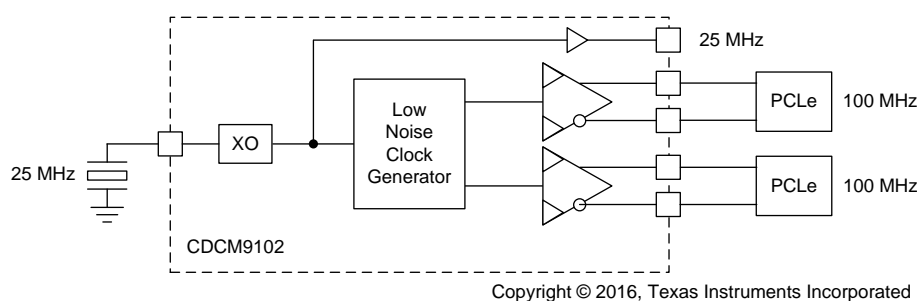 25 MHz
PCLe
100 MHz
Low
Noise
Clock
Generator
XO
25 MHz
PCLe
100 MHz
CDCM9102
Copyright © 2016, Texas Instruments Incorporated